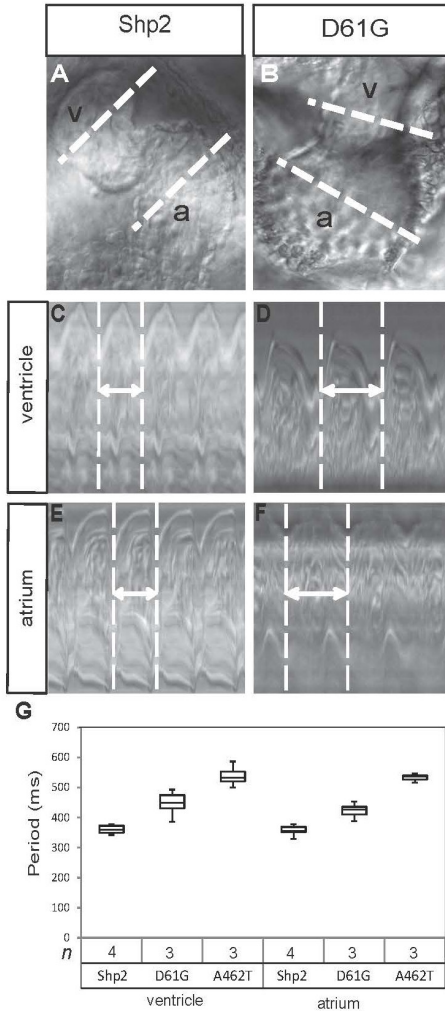 Shp2
D61G
A
B
v
v
a
a
ventricle
C
D
atrium
E
F
G
Period (ms)
700
600
500
400
300
200
100
0
n 4 3 3 4 3 3
Shp2 D61G A462T Shp2 D61G A462T
ventricle atrium